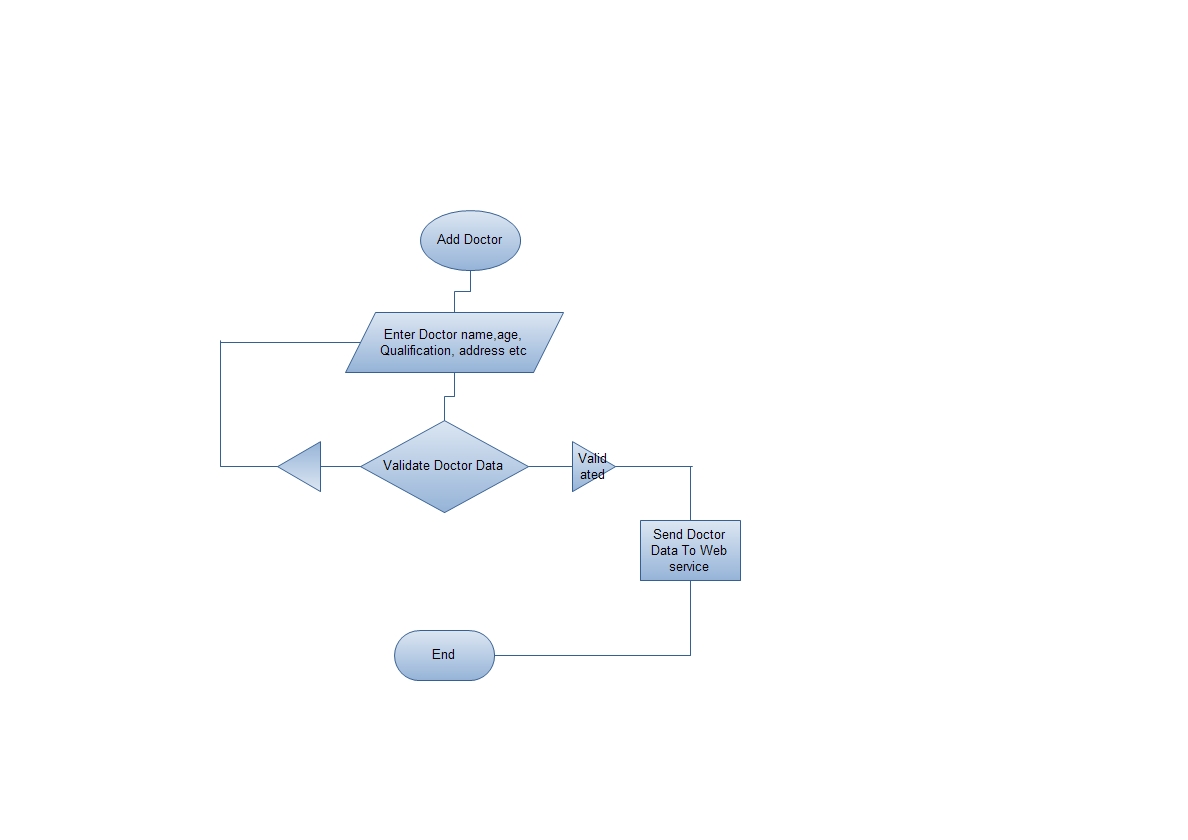 Add Doctor
Enter Doctor name,age,
Qualification, address etc
Validate Doctor Data
Valid
ated
Send Doctor
Data To Web
service
End